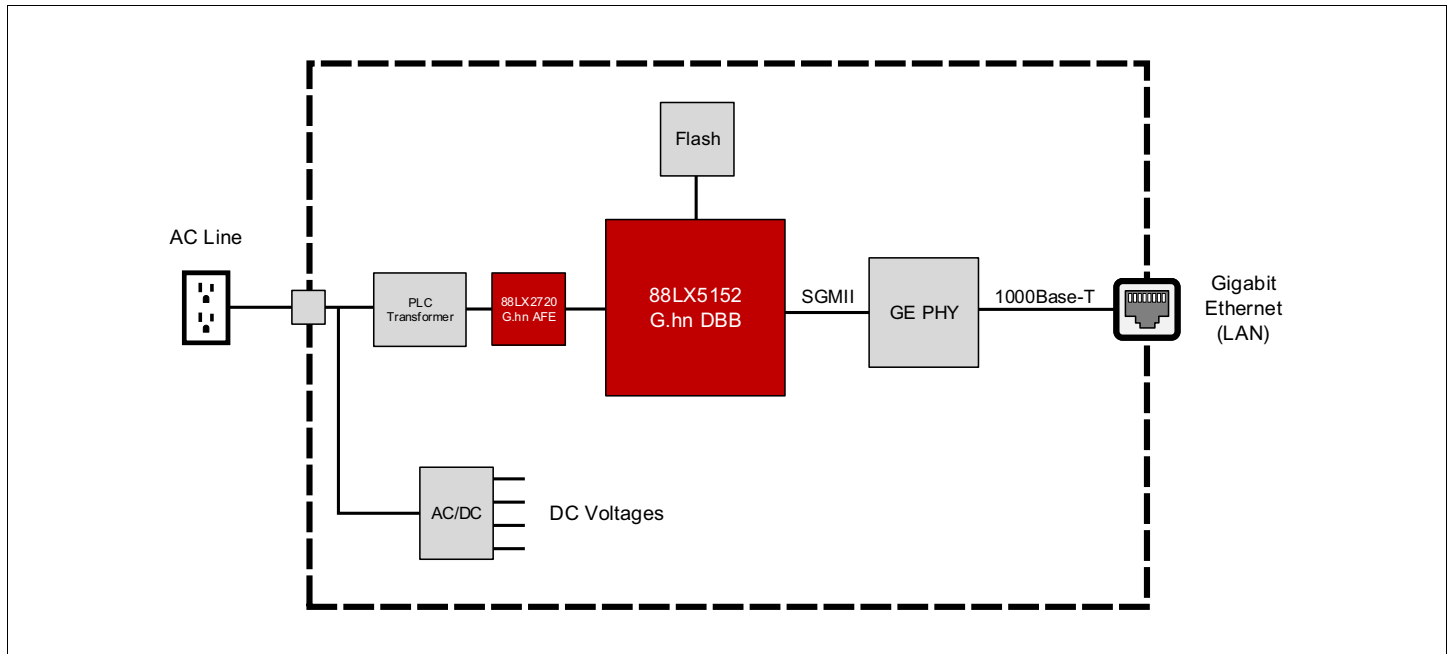 Flash
AC Line
PLC
Transformer
88LX2720
G.hn AFE
88LX5152
G.hn DBB
SGMII
GE PHY
1000Base-T
Gigabit
Ethernet
(LAN)
AC/DC
DC Voltages